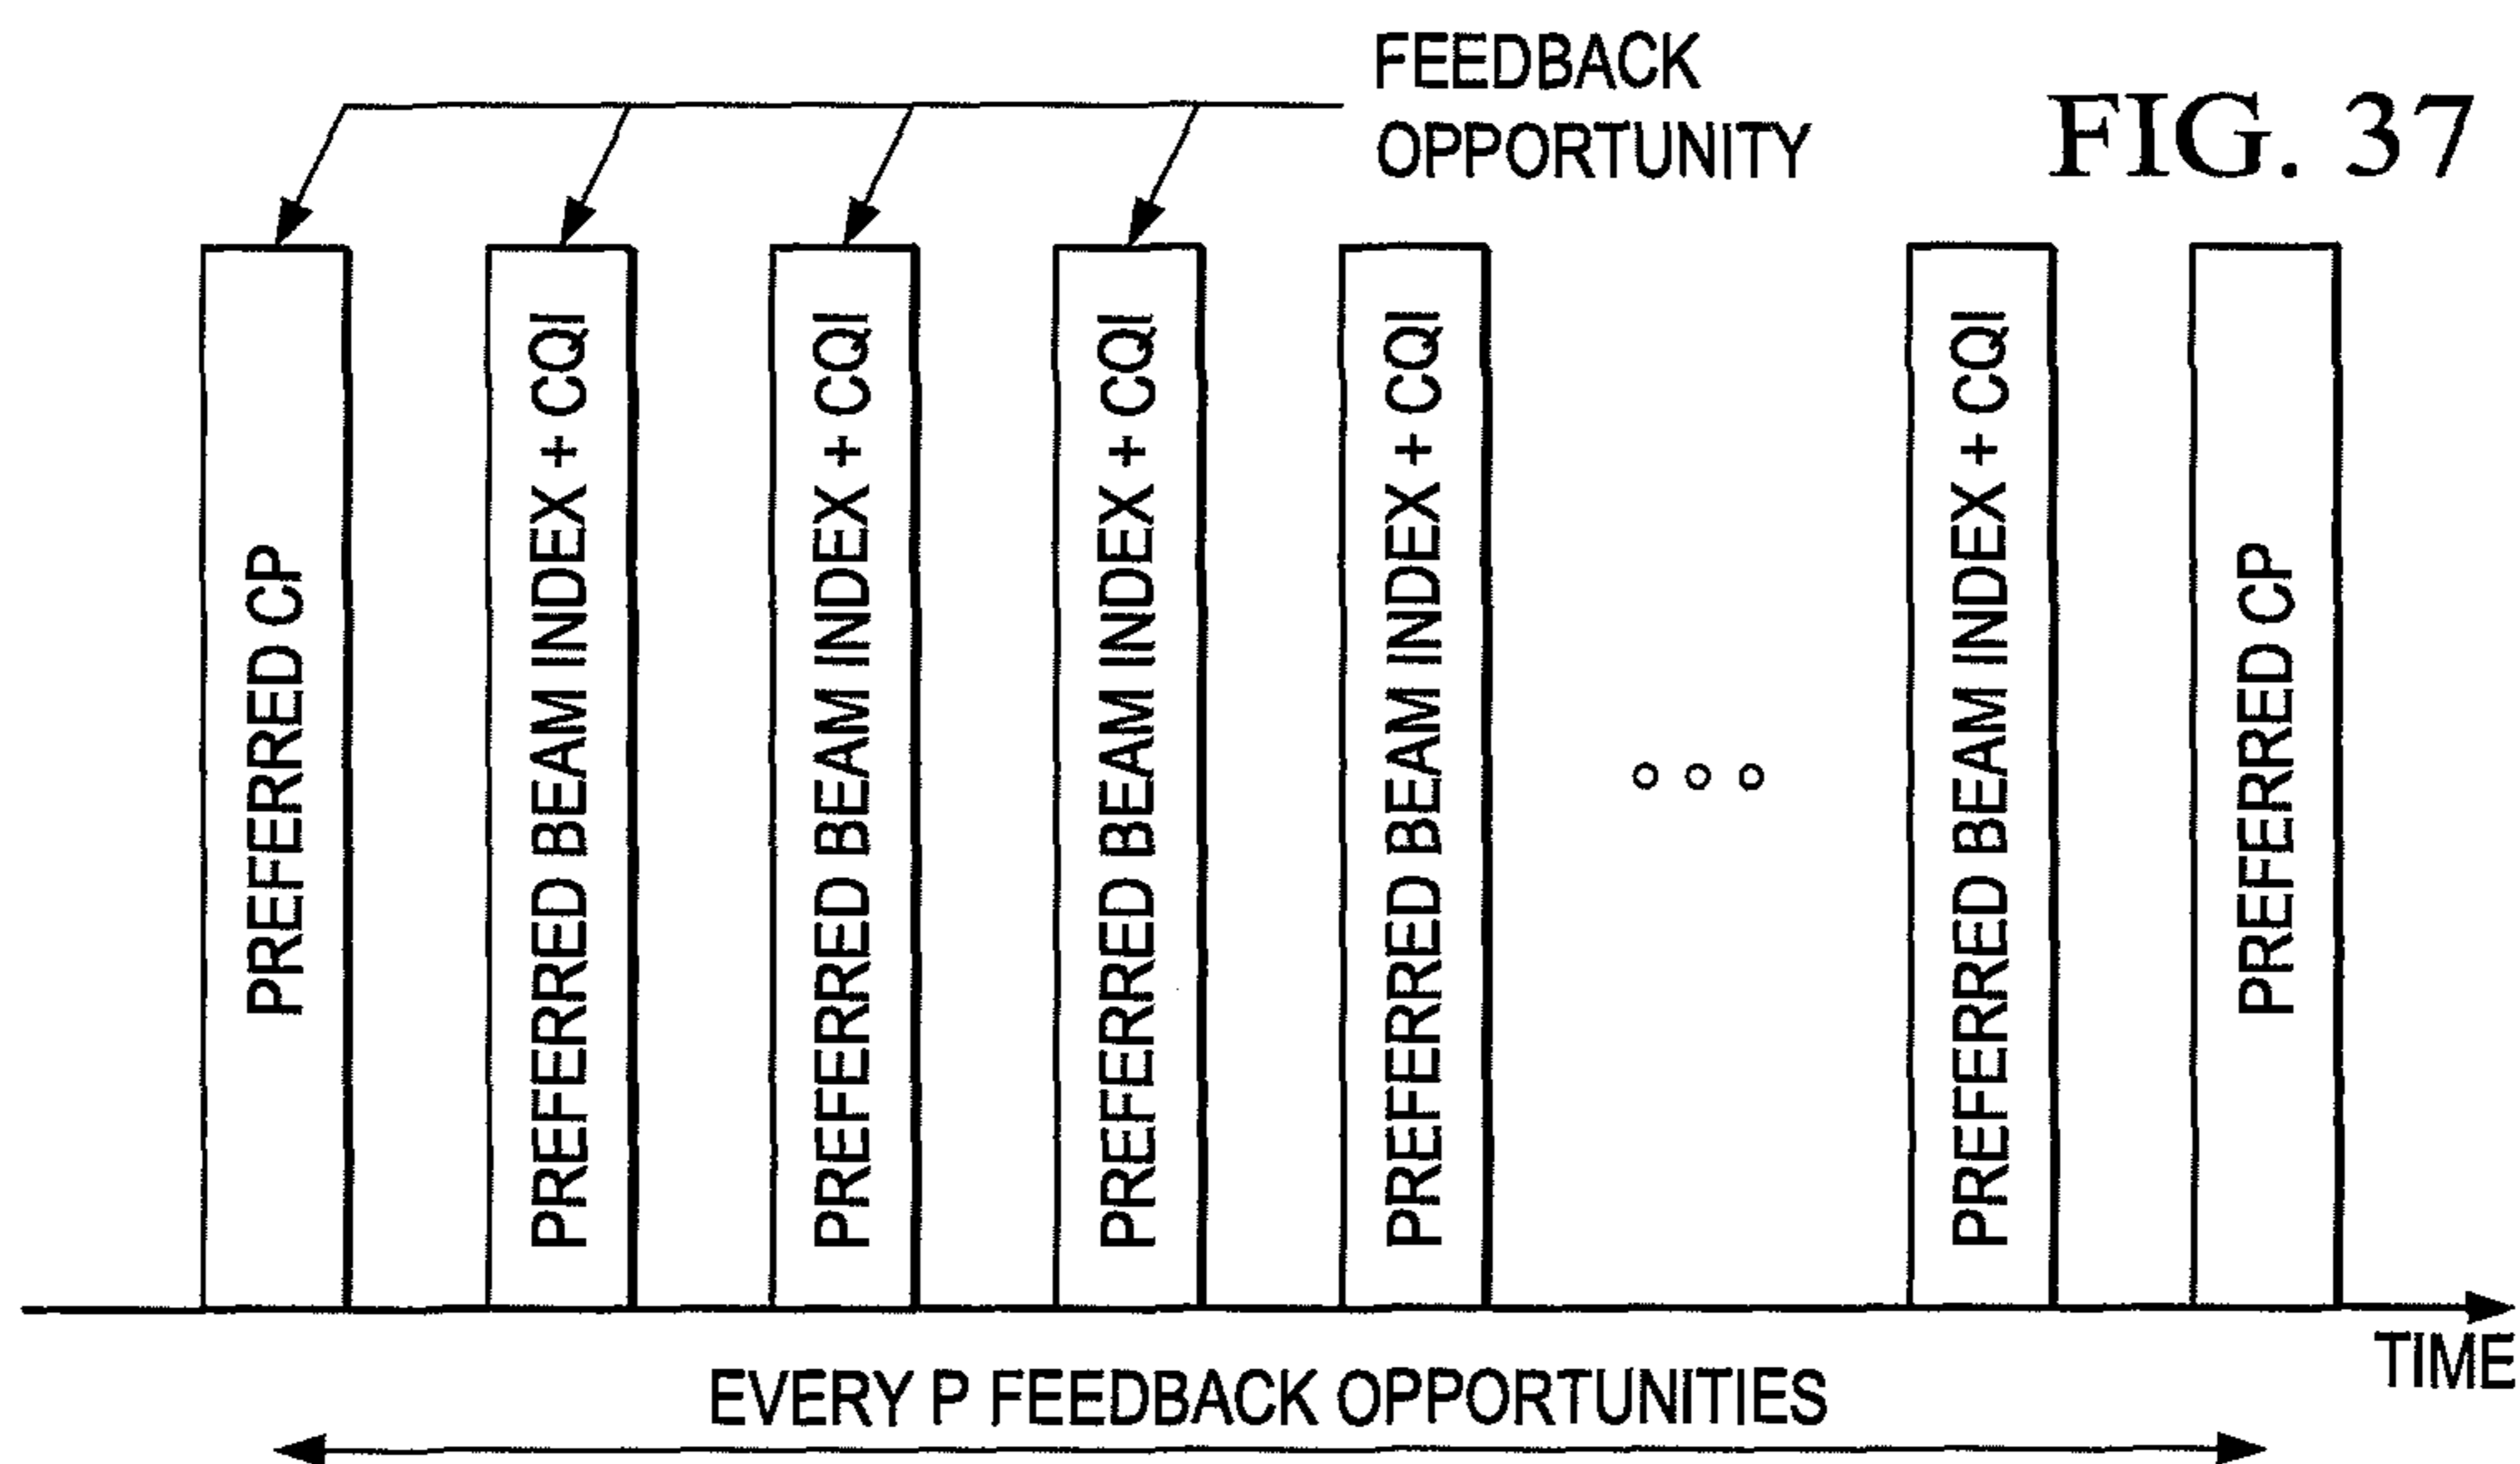 FEEDBACK
OPPORTUNITY
FIG. 37
PREFERRED CP
PREFERRED BEAM INDEX + CQI
PREFERRED BEAM INDEX + CQI
PREFERRED BEAM INDEX + CQI
PREFERRED BEAM INDEX + CQI
PREFERRED BEAM INDEX + CQI
PREFERRED CP
TIME
EVERY P FEEDBACK OPPORTUNITIES